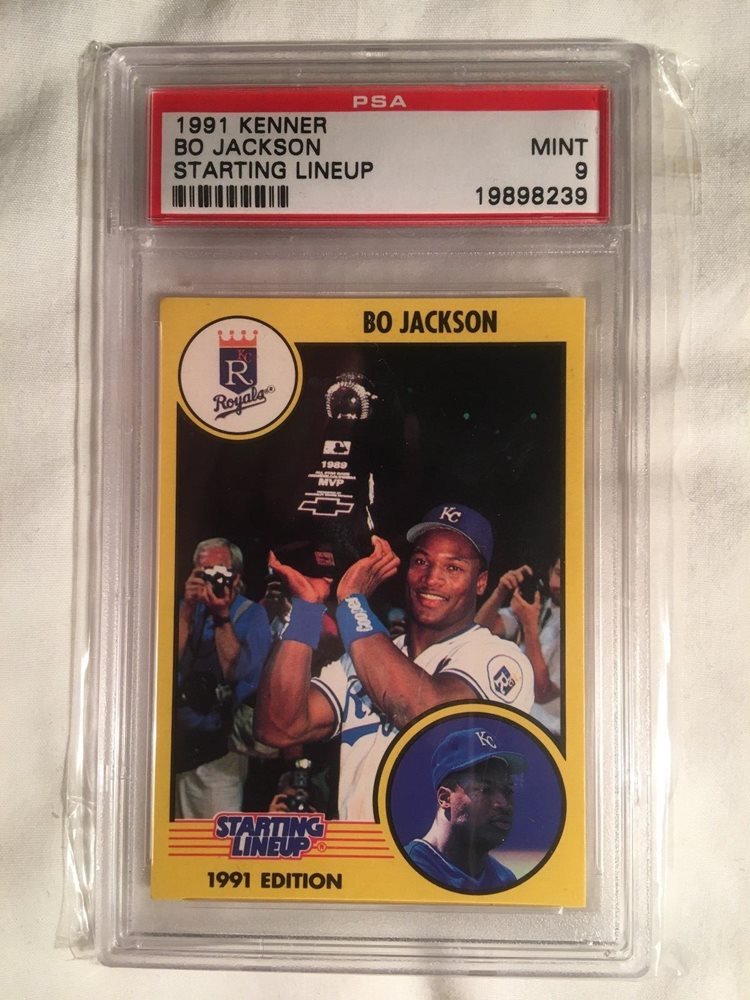 PSA
1991 KENNER
BO JACKSON MINT
STARTING LINEUP 9
19898239
BO JACKSON
KC
R
Royals
1989
MVP
KC
KC
STARTING
LINEUP®
1991 EDITION